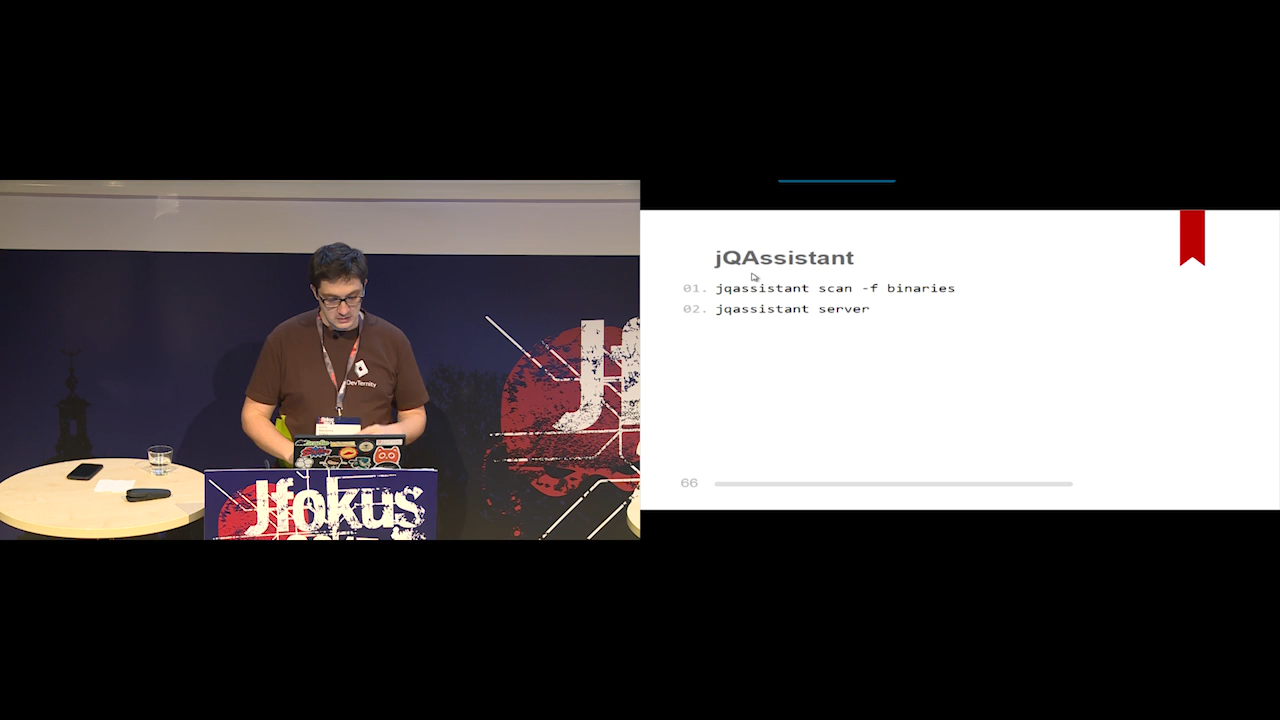 DevTernity
Jfokus
jQAssistant
01. jqassistant scan -f binaries
02. jqassistant server
66